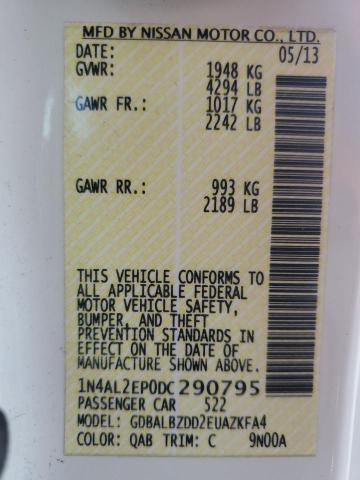 MFD BY NISSAN MOTOR CO., LTD.
DATE: 05/13
GVWR: 1948 KG
4294 LB
GAWR FR.: 1017 KG
2242 LB
GAWR RR.: 993 KG
2189 LB
THIS VEHICLE CONFORMS TO
ALL APPLICABLE FEDERAL
MOTOR VEHICLE SAFETY,
BUMPER, AND THEFT
PREVENTION STANDARDS IN
EFFECT ON THE DATE OF
MANUFACTURE SHOWN ABOVE.
1N4AL2EP0DC290795
PASSENGER CAR 522
MODEL: GDBALBZDD2EUAZKFA4
COLOR: QAB TRIM: C 9N00A